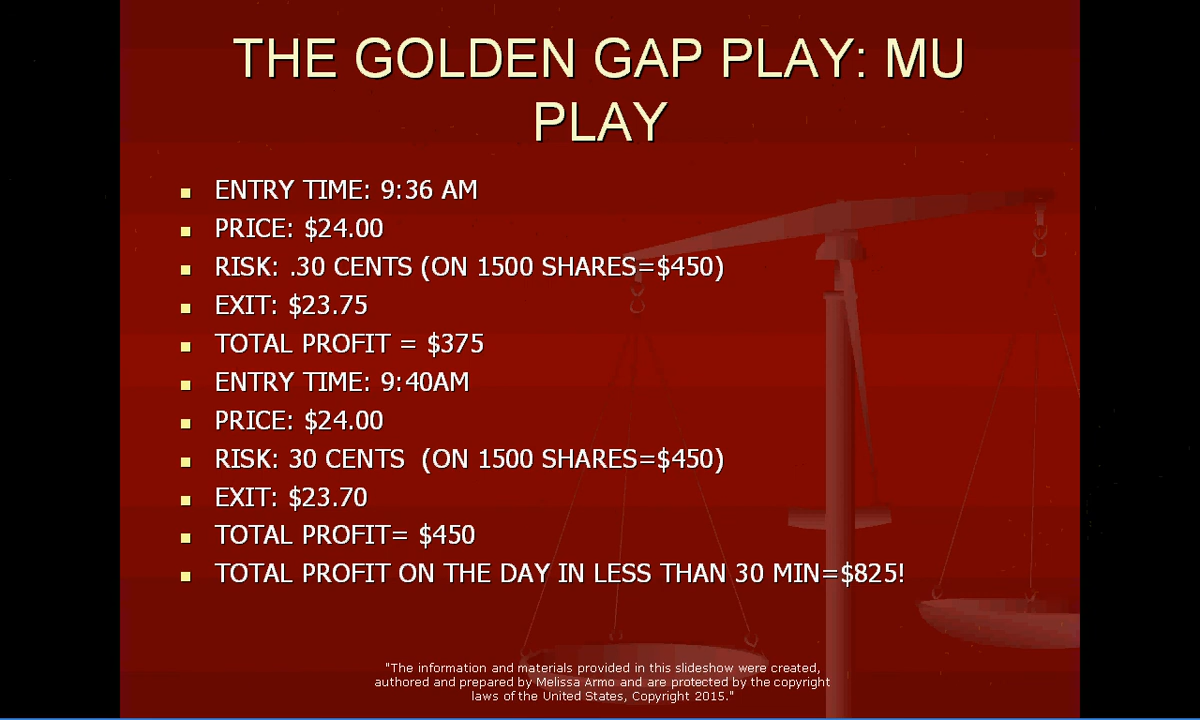 THE GOLDEN GAP PLAY: MU
PLAY
ENTRY TIME: 9:36 AM
PRICE: $24.00
RISK: .30 CENTS (ON 1500 SHARES=$450)
EXIT: $23.75
TOTAL PROFIT = $375
ENTRY TIME: 9:40AM
PRICE: $24.00
RISK: 30 CENTS  (ON 1500 SHARES=$450)
EXIT: $23.70
TOTAL PROFIT= $450
TOTAL PROFIT ON THE DAY IN LESS THAN 30 MIN=$825!
"The information and materials provided in this slideshow were created,
authored and prepared by Melissa Armo and are protected by the copyright
laws of the United States, Copyright 2015."